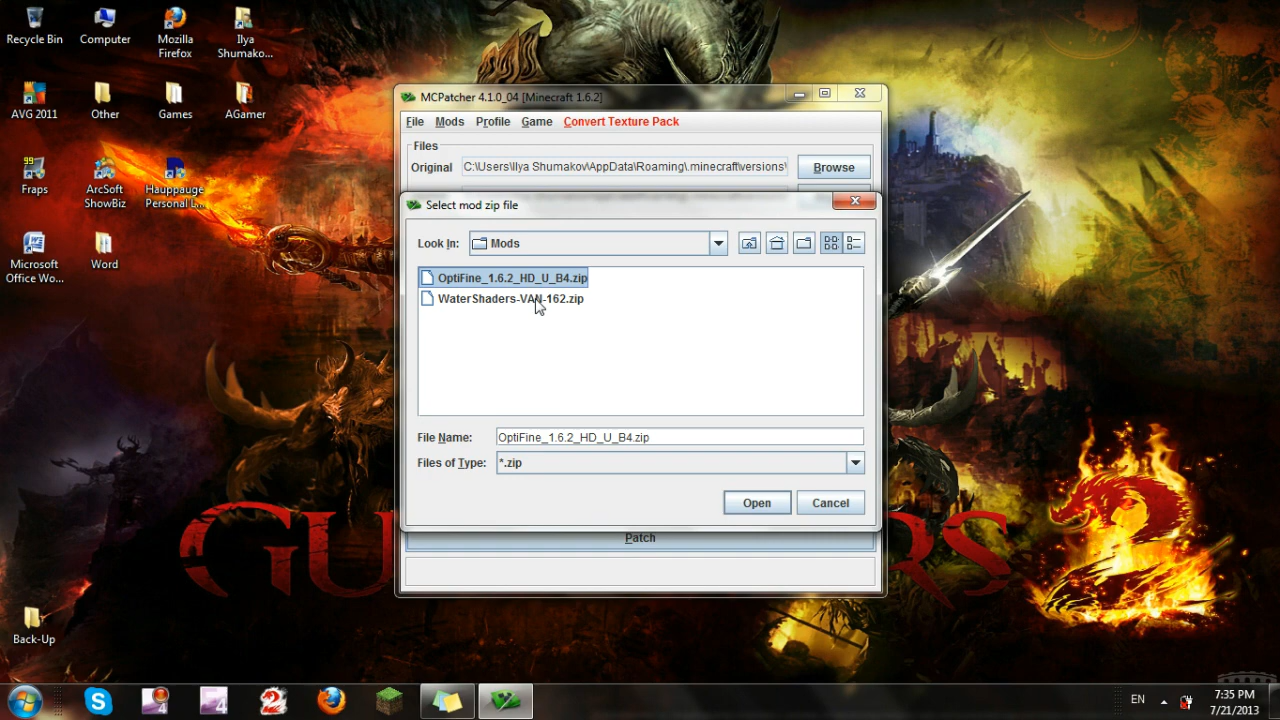 Recycle Bin
Computer
Mozilla
Firefox
Ilya
Shumako...
AVG 2011
Other
Games
AGamer
Fraps
ArcSoft
ShowBiz
Hauppauge
Personal L...
Microsoft
Office Wo...
Word
Back-Up
MCPatcher 4.1.0_04 [Minecraft 1.6.2]
File Mods Profile Game Convert Texture Pack
Files
Original C:\Users\Ilya Shumakov\AppData\Roaming\.minecraft\versions\ Browse
Select mod zip file
Look In: Mods
OptiFine_1.6.2_HD_U_B4.zip
WaterShaders-VAN-162.zip
File Name: OptiFine_1.6.2_HD_U_B4.zip
Files of Type: *.zip
Open Cancel
Patch
EN
7:35 PM
7/21/2013